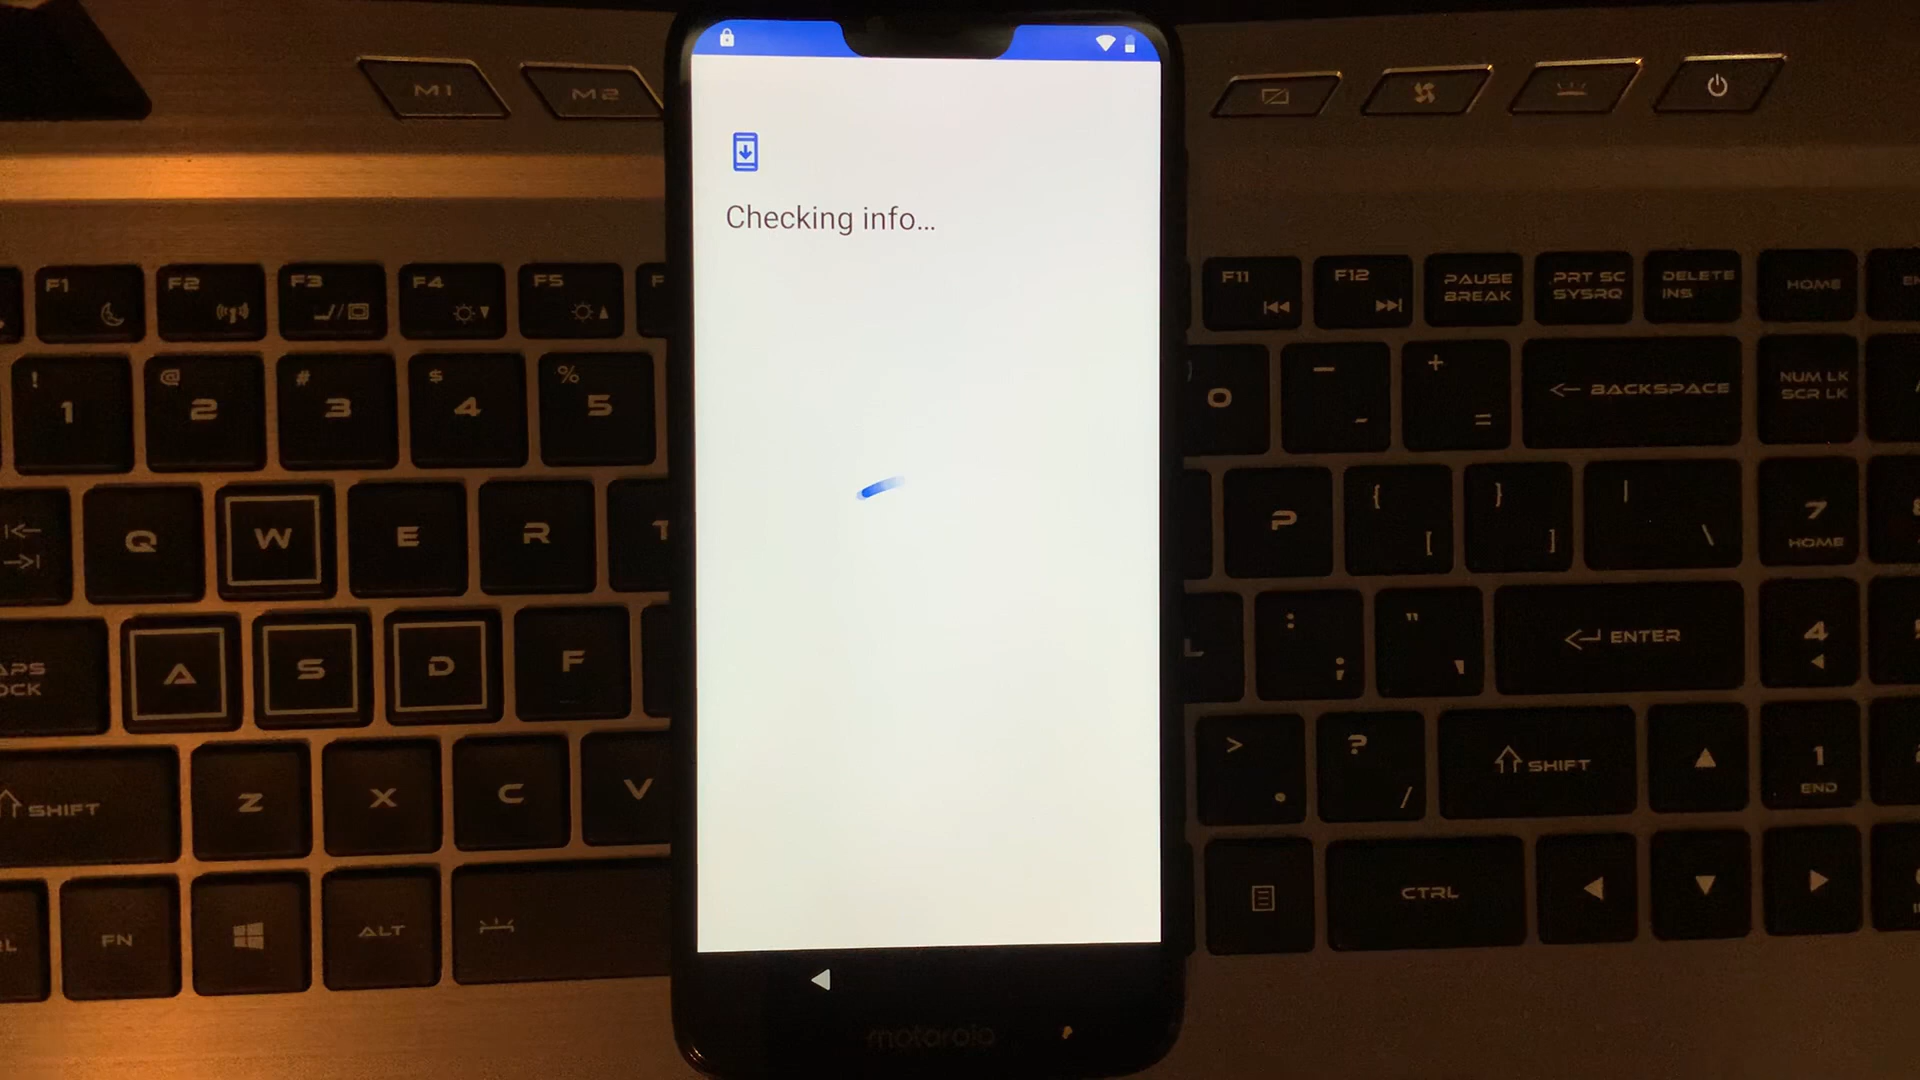 Checking info...
motorola
M1
M2
F1
F2
F3
F4
F5
F
F11
F12
PAUSE
BREAK
PRT SC
SYSRQ
DELETE
INS
HOME
!
1
@
2
#
3
$
4
%
5
)
0
—
-
+
=
← BACKSPACE
NUM LK
SCR LK
Q
W
E
R
T
P
{
[
}
]
|
\
7
HOME
APS
OCK
A
S
D
F
L
:
;
"
'
ENTER
4
SHIFT
Z
X
C
V
>
.
?
/
SHIFT
1
END
FN
ALT
CTRL